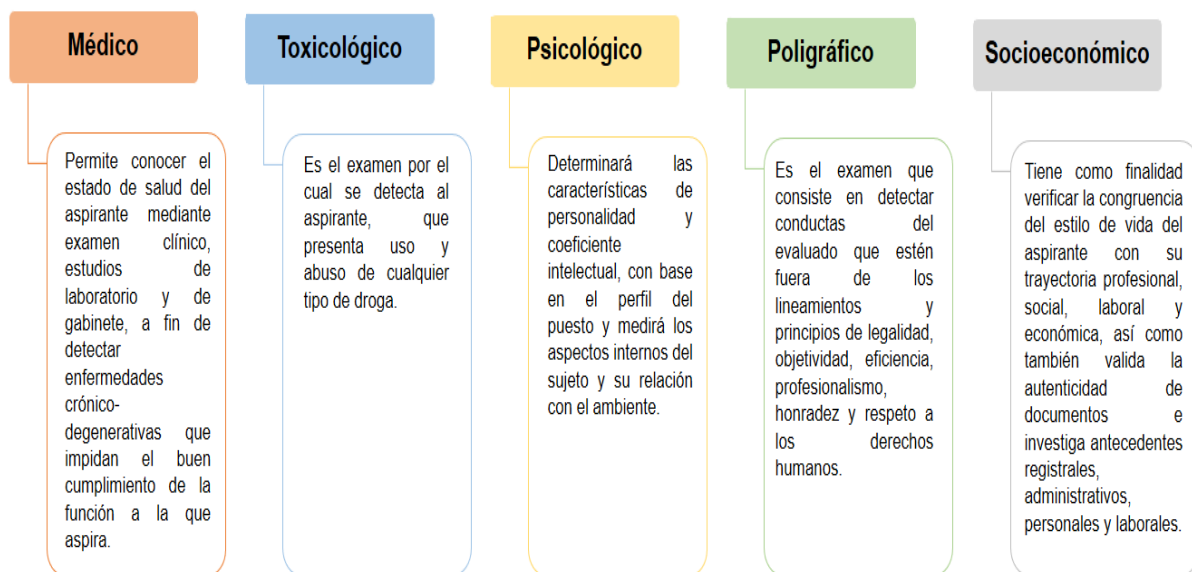 Médico
Permite conocer el
estado de salud del
aspirante mediante
examen clínico,
estudios de
laboratorio y de
gabinete, a fin de
detectar
enfermedades
crónico-
degenerativas que
impidan el buen
cumplimiento de la
función a la que
aspira.
Toxicológico
Es el examen por el
cual se detecta al
aspirante, que
presenta uso y
abuso de cualquier
tipo de droga.
Psicológico
Determinará las
características de
personalidad y
coeficiente
intelectual, con base
en el perfil del
puesto y medirá los
aspectos internos del
sujeto y su relación
con el ambiente.
Poligráfico
Es el examen que
consiste en detectar
conductas del
evaluado que estén
fuera de los
lineamientos y
principios de legalidad,
objetividad, eficiencia,
profesionalismo,
honradez y respeto a
los derechos
humanos.
Socioeconómico
Tiene como finalidad
verificar la congruencia
del estilo de vida del
aspirante con su
trayectoria profesional,
social, laboral y
económica, así como
también valida la
autenticidad de
documentos e
investiga antecedentes
registrales,
administrativos,
personales y laborales.